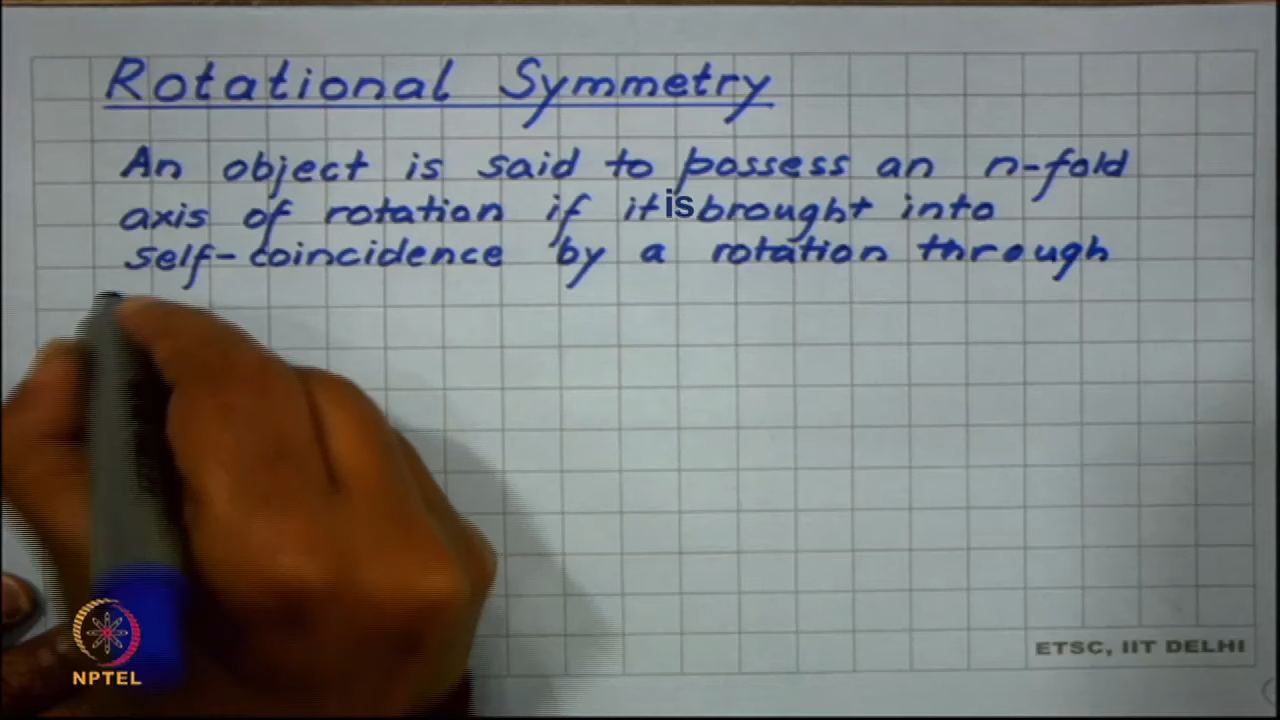 Rotational Symmetry
An object is said to possess an n-fold
axis of rotation if it is brought into
self-coincidence by a rotation through
NPTEL
ETSC, IIT DELHI